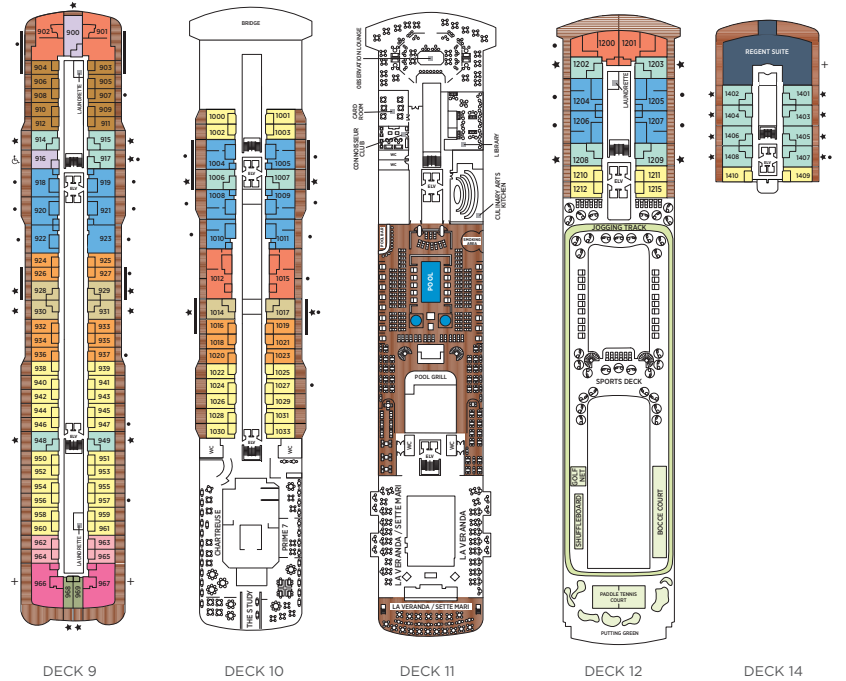 902
900
901
904
903
906
905
908
LAUNDRETTE
907
910
909
912
911
914
915
916
917
ELV
918
919
920
921
922
923
924
925
926
927
928
929
930
931
932
933
934
935
936
937
938
939
940
941
942
943
944
945
946
947
ELV
948
949
950
951
952
953
954
955
956
957
958
959
960
961
962
963
964
965
LAUNDRETTE
966
968
969
967
DECK 9
BRIDGE
1000
1001
1002
1003
1004
1005
1006
1007
ELV
1008
1009
1010
1011
1012
1015
1014
1017
1016
1019
1018
1021
1020
1023
1022
1025
1024
1027
1026
1029
1028
1031
1030
1033
ELV
WC
WC
CHARTREUSE
PRIME 7
THE STUDY
DECK 10
OBSERVATION LOUNGE
CARD
ROOM
CONNOISSEUR
CLUB
LIBRARY
WC
WC
ELV
CULINARY ARTS
KITCHEN
POOL BAR
SMOKING
AREA
POOL
POOL GRILL
WC
WC
ELV
LA VERANDA / SETTE MARI
LA VERANDA
LA VERANDA / SETTE MARI
DECK 11
1200
1201
1202
1203
LAUNDRETTE
1204
1205
1206
1207
1208
1209
1210
1211
ELV
1212
1215
JOGGING TRACK
SPORTS DECK
GOLF
NET
SHUFFLEBOARD
BOCCE COURT
PADDLE TENNIS
COURT
PUTTING GREEN
DECK 12
REGENT SUITE
1402
1401
1404
1403
1406
1405
ELV
1408
1407
1410
1409
DECK 14